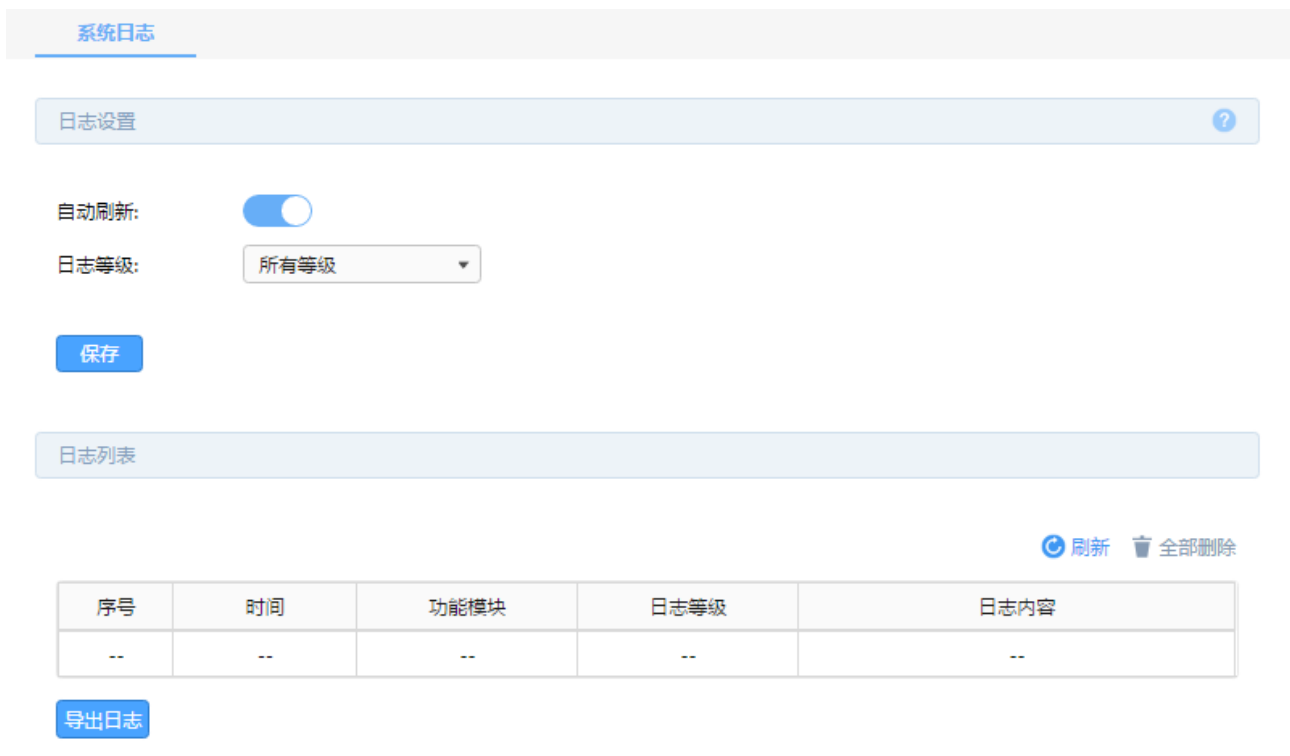 系统日志
日志设置 ?
自动刷新:
日志等级: 所有等级
保存
日志列表
刷新 全部删除
序号 时间 功能模块 日志等级 日志内容
-- -- -- -- --
导出日志